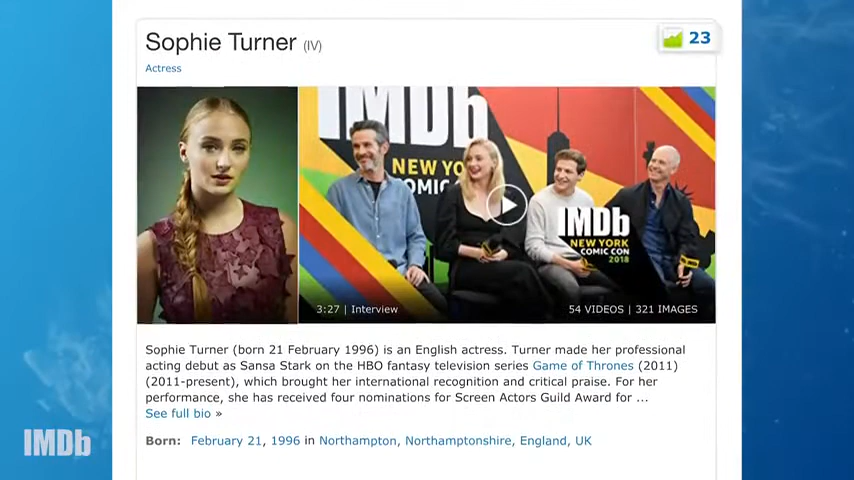 Sophie Turner (IV)
23
Actress
IMDb
NEW YO
COMIC CO
IMDb
NEW YORK
COMIC CON
2018
3:27 | Interview
54 VIDEOS | 321 IMAGES
Sophie Turner (born 21 February 1996) is an English actress. Turner made her professional
acting debut as Sansa Stark on the HBO fantasy television series Game of Thrones (2011)
(2011-present), which brought her international recognition and critical praise. For her
performance, she has received four nominations for Screen Actors Guild Award for ...
See full bio »
Born: February 21, 1996 in Northampton, Northamptonshire, England, UK
IMDb